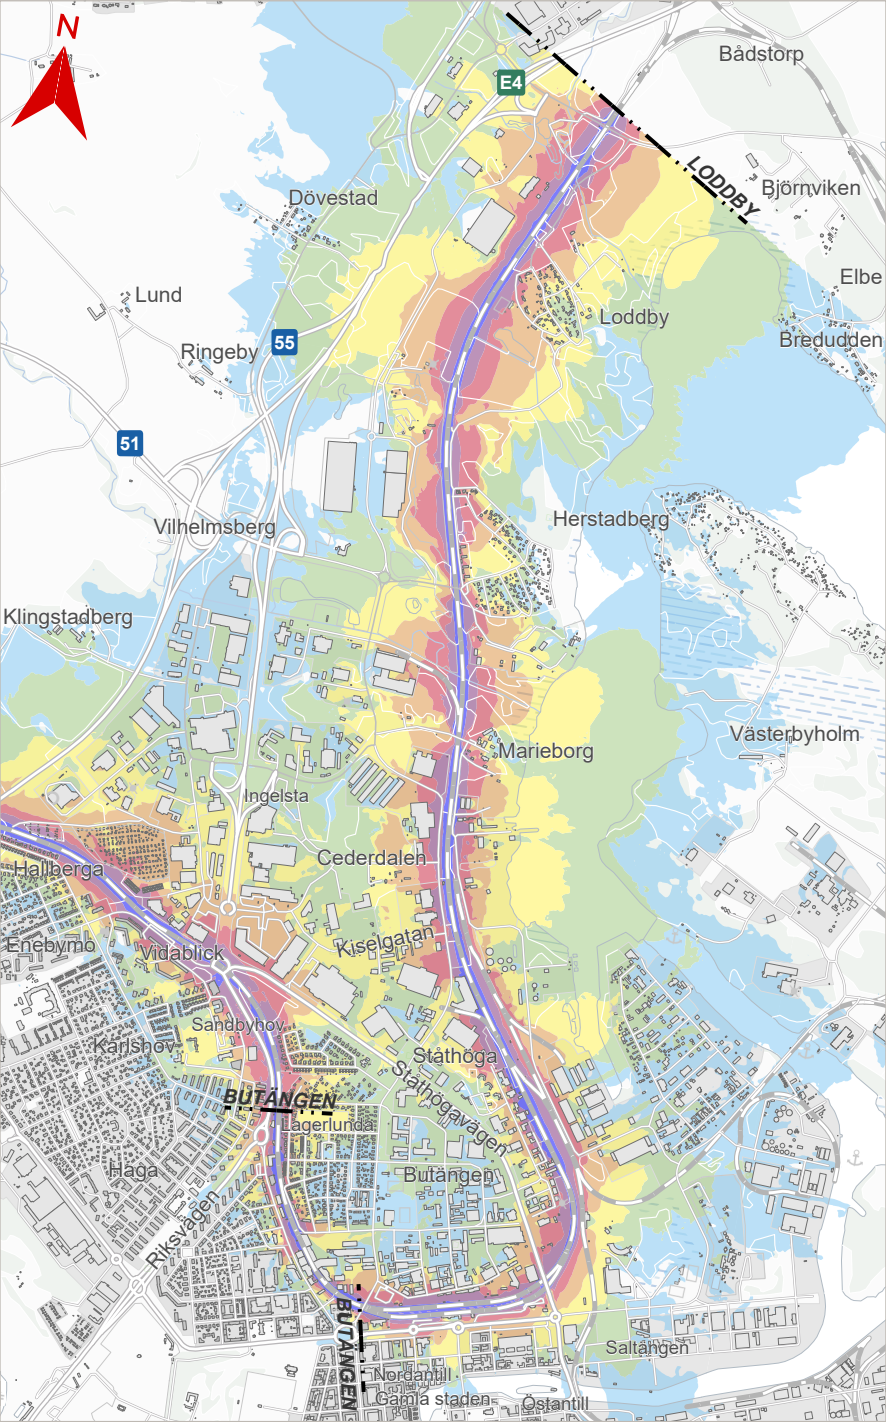 N
Bådstorp
E4
LODDBY
Björnviken
Dövestad
Elbe
Lund
Loddby
55
Ringeby
Bredudden
51
Vilhelmsberg
Herstadberg
Klingstadberg
Västerbyholm
Marieborg
Ingelsta
Cederdalen
Hallberga
Enebymo
Vidablick
Kiselgatan
Sandbyhov
Karlshov
Ståthöga
Ståthögavägen
BUTÄNGEN
Lagerlunda
Haga
Butängen
Riksvägen
BUTÄNGEN
Saltängen
Nordantill
Gamla staden
Östantill